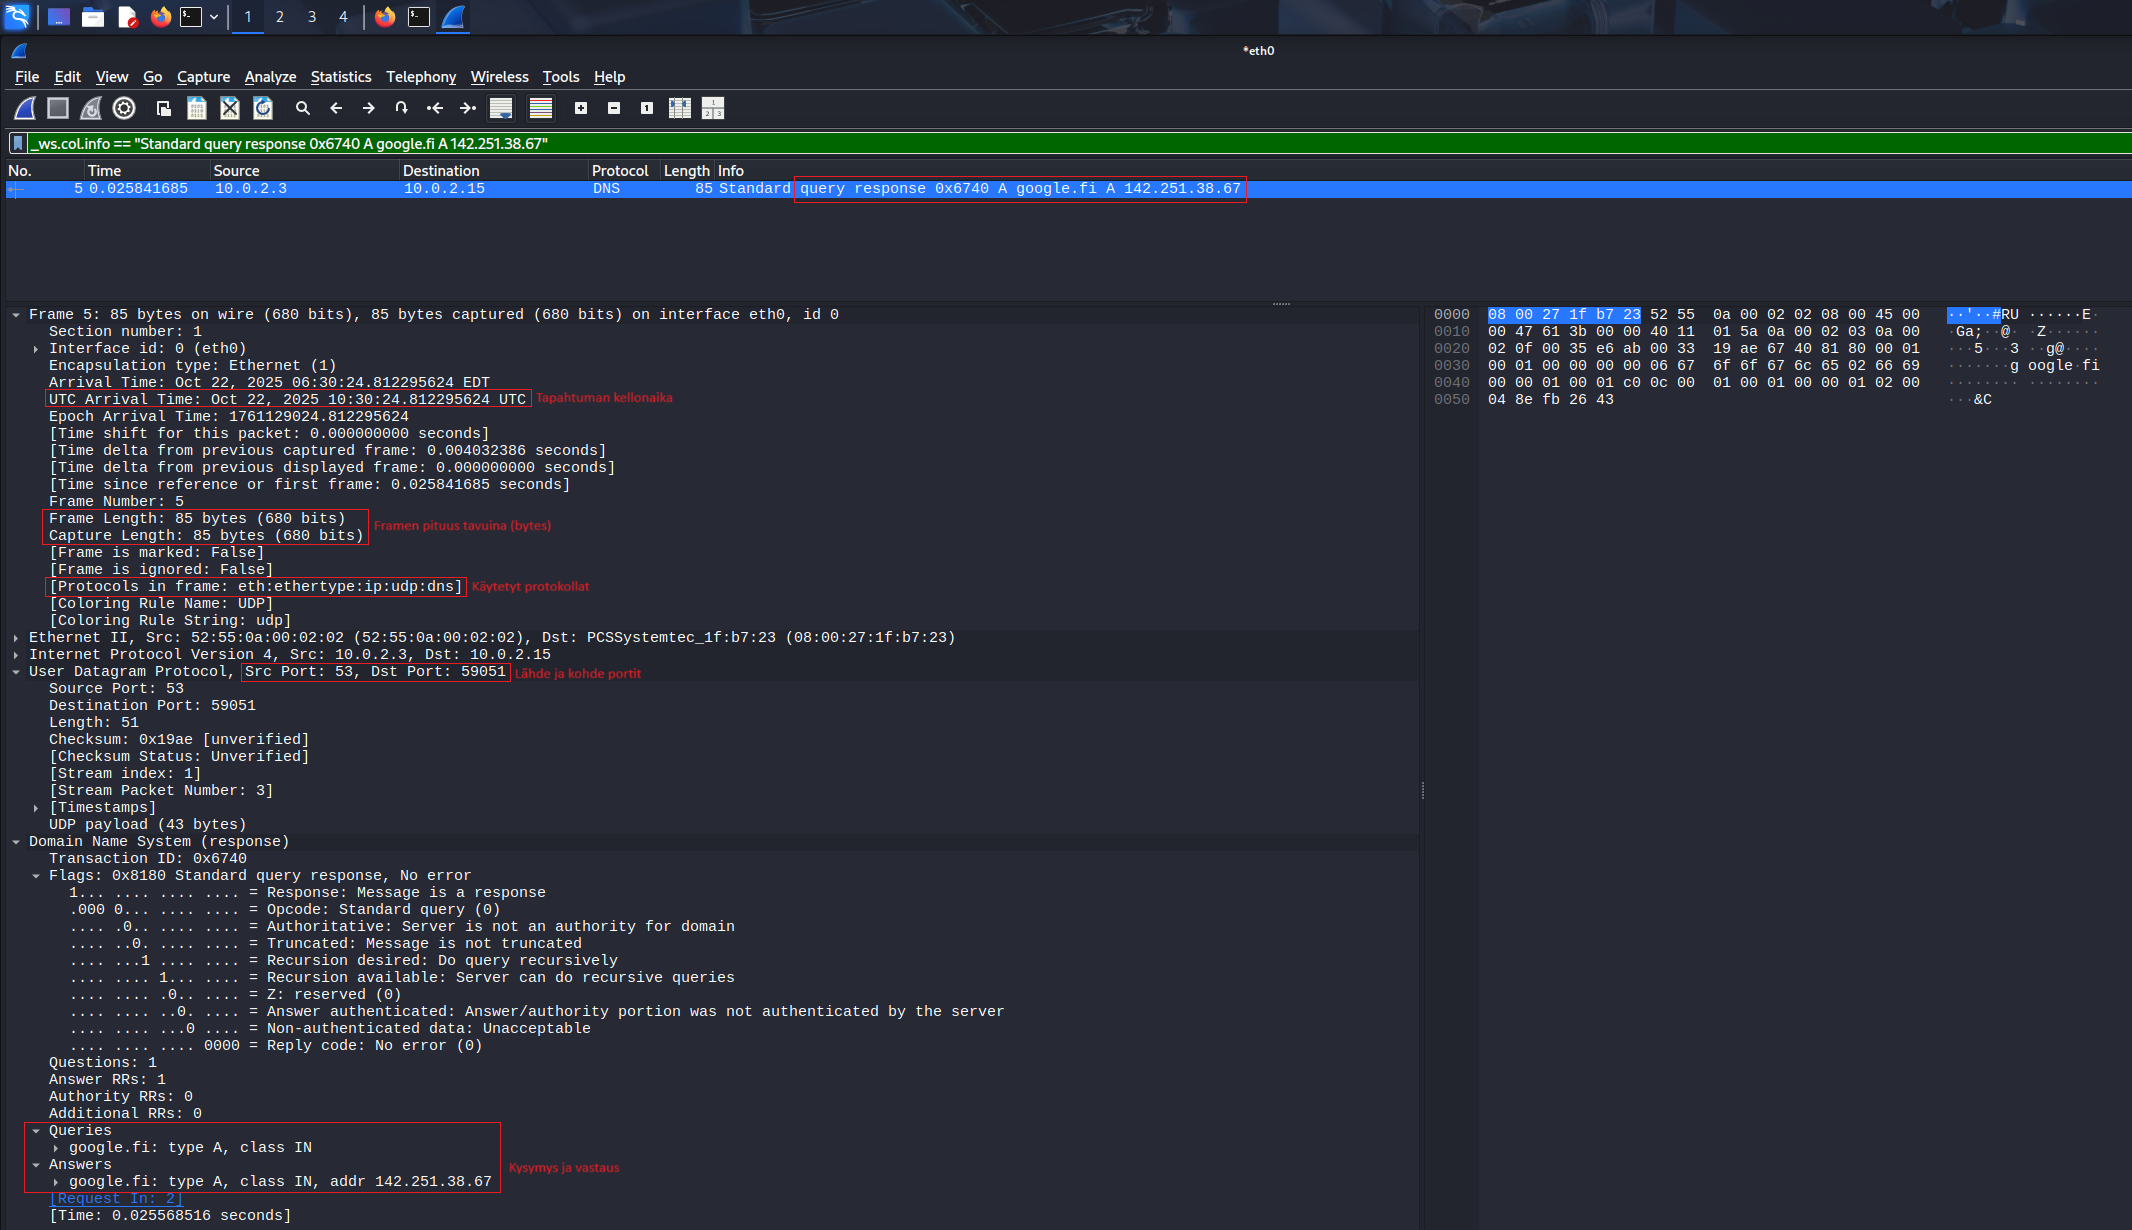 1 2 3 4
*eth0
File Edit View Go Capture Analyze Statistics Telephony Wireless Tools Help
_ws.col.info == "Standard query response 0x6740 A google.fi A 142.251.38.67"
No. Time Source Destination Protocol Length Info
5 0.025841685 10.0.2.3 10.0.2.15 DNS 85 Standard query response 0x6740 A google.fi A 142.251.38.67
Frame 5: 85 bytes on wire (680 bits), 85 bytes captured (680 bits) on interface eth0, id 0
Section number: 1
Interface id: 0 (eth0)
Encapsulation type: Ethernet (1)
Arrival Time: Oct 22, 2025 06:30:24.812295624 EDT
UTC Arrival Time: Oct 22, 2025 10:30:24.812295624 UTC Tapahtuman kellonaika
Epoch Arrival Time: 1761129024.812295624
[Time shift for this packet: 0.000000000 seconds]
[Time delta from previous captured frame: 0.004032386 seconds]
[Time delta from previous displayed frame: 0.000000000 seconds]
[Time since reference or first frame: 0.025841685 seconds]
Frame Number: 5
Frame Length: 85 bytes (680 bits)
Framen pituus tavuina (bytes)
Capture Length: 85 bytes (680 bits)
[Frame is marked: False]
[Frame is ignored: False]
[Protocols in frame: eth:ethertype:ip:udp:dns] Käytetyt protokollat
[Coloring Rule Name: UDP]
[Coloring Rule String: udp]
Ethernet II, Src: 52:55:0a:00:02:02 (52:55:0a:00:02:02), Dst: PCSSystemtec_1f:b7:23 (08:00:27:1f:b7:23)
Internet Protocol Version 4, Src: 10.0.2.3, Dst: 10.0.2.15
User Datagram Protocol, Src Port: 53, Dst Port: 59051 Lähde ja kohde portit
Source Port: 53
Destination Port: 59051
Length: 51
Checksum: 0x19ae [unverified]
[Checksum Status: Unverified]
[Stream index: 1]
[Stream Packet Number: 3]
[Timestamps]
UDP payload (43 bytes)
Domain Name System (response)
Transaction ID: 0x6740
Flags: 0x8180 Standard query response, No error
1... .... .... .... = Response: Message is a response
.000 0... .... .... = Opcode: Standard query (0)
.... .0.. .... .... = Authoritative: Server is not an authority for domain
.... ..0. .... .... = Truncated: Message is not truncated
.... ...1 .... .... = Recursion desired: Do query recursively
.... .... 1... .... = Recursion available: Server can do recursive queries
.... .... .0.. .... = Z: reserved (0)
.... .... ..0. .... = Answer authenticated: Answer/authority portion was not authenticated by the server
.... .... ...0 .... = Non-authenticated data: Unacceptable
.... .... .... 0000 = Reply code: No error (0)
Questions: 1
Answer RRs: 1
Authority RRs: 0
Additional RRs: 0
Queries
google.fi: type A, class IN
Answers
Kysymys ja vastaus
google.fi: type A, class IN, addr 142.251.38.67
[Request In: 2]
[Time: 0.025568516 seconds]
0000 08 00 27 1f b7 23 52 55 0a 00 02 02 08 00 45 00 ··'··#RU ······E·
0010 00 47 61 3b 00 00 40 11 01 5a 0a 00 02 03 0a 00 ·Ga;··@· ·Z······
0020 02 0f 00 35 e6 ab 00 33 19 ae 67 40 81 80 00 01 ···5···3 ··g@····
0030 00 01 00 00 00 00 06 67 6f 6f 67 6c 65 02 66 69 ·······g oogle·fi
0040 00 00 01 00 01 c0 0c 00 01 00 01 00 00 01 02 00 ········ ········
0050 04 8e fb 26 43 ···&C